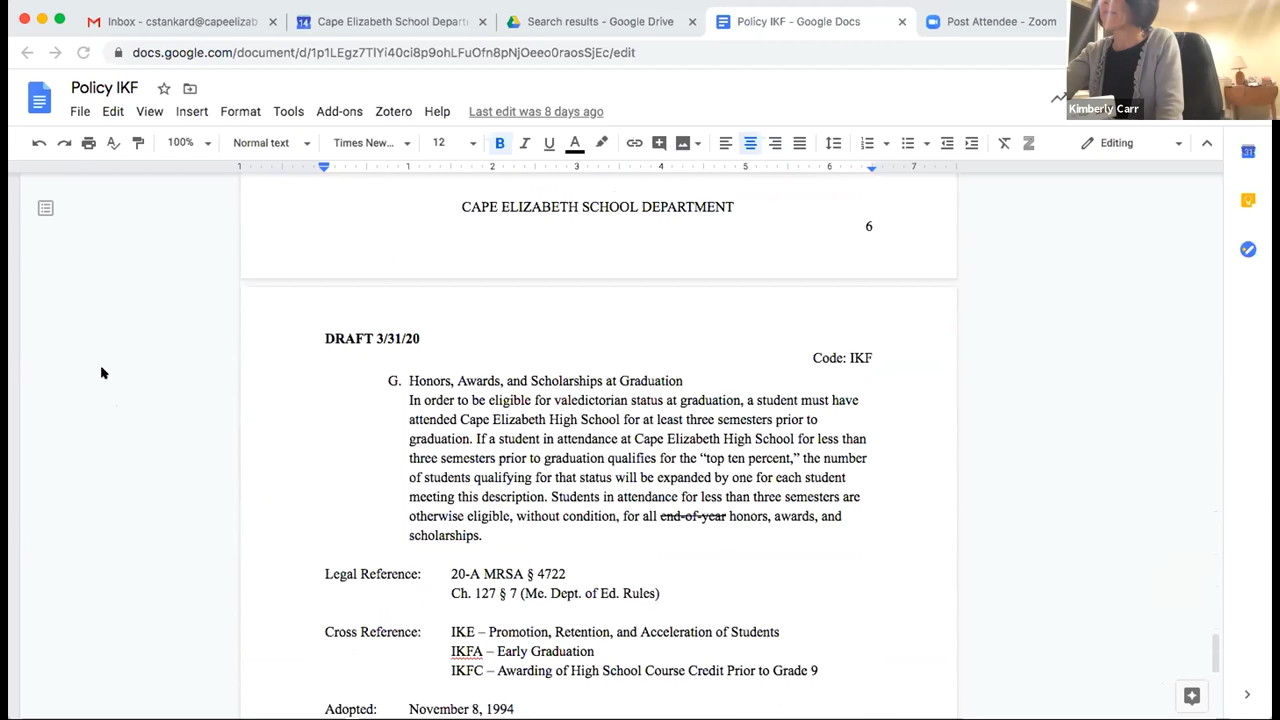 Inbox - cstankard@capeelizab
Cape Elizabeth School Depart
Search results - Google Drive
Policy IKF - Google Docs
Post Attendee - Zoom
docs.google.com/document/d/1p1LEgz7TIYi40ci8p9ohLFuOfn8pNjOeeo0raosSjEc/edit
Policy IKF
File Edit View Insert Format Tools Add-ons Zotero Help Last edit was 8 days ago
Kimberly Carr
100% Normal text Times New... 12 Editing
1 1 2 3 4 5 6 7
CAPE ELIZABETH SCHOOL DEPARTMENT
6
DRAFT 3/31/20
Code: IKF
G. Honors, Awards, and Scholarships at Graduation
In order to be eligible for valedictorian status at graduation, a student must have
attended Cape Elizabeth High School for at least three semesters prior to
graduation. If a student in attendance at Cape Elizabeth High School for less than
three semesters prior to graduation qualifies for the “top ten percent,” the number
of students qualifying for that status will be expanded by one for each student
meeting this description. Students in attendance for less than three semesters are
otherwise eligible, without condition, for all end-of-year honors, awards, and
scholarships.
Legal Reference: 20-A MRSA § 4722
Ch. 127 § 7 (Me. Dept. of Ed. Rules)
Cross Reference: IKE – Promotion, Retention, and Acceleration of Students
IKFA – Early Graduation
IKFC – Awarding of High School Course Credit Prior to Grade 9
Adopted: November 8, 1994